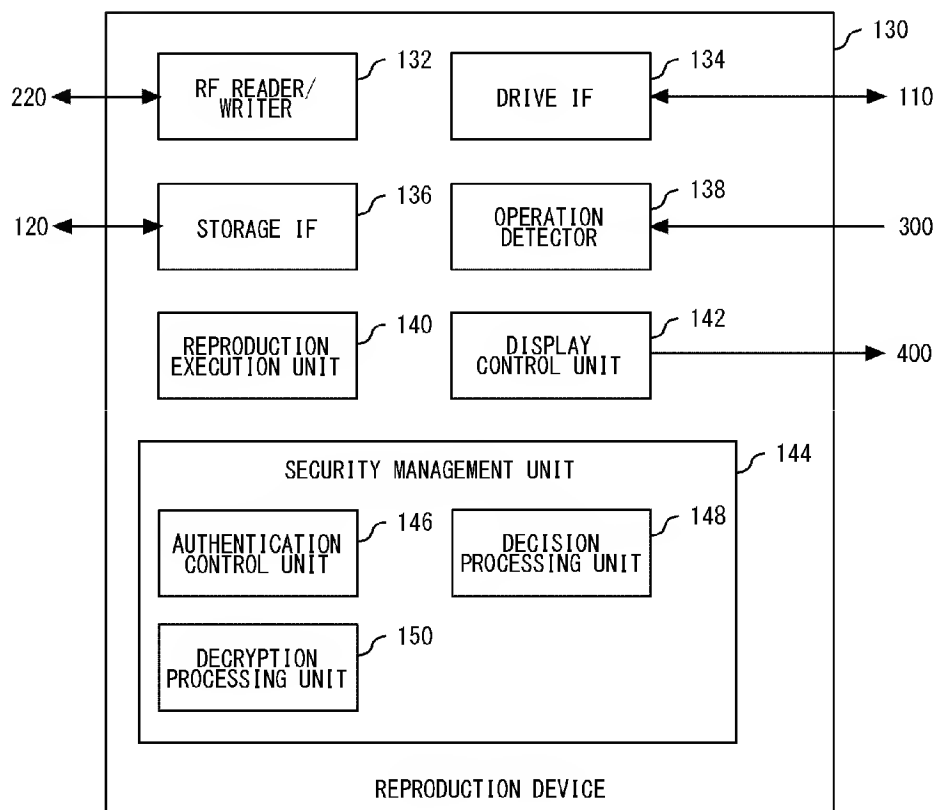 130
RF READER/
WRITER
132
220
DRIVE IF
134
110
STORAGE IF
136
120
OPERATION
DETECTOR
138
300
REPRODUCTION
EXECUTION UNIT
140
DISPLAY
CONTROL UNIT
142
400
SECURITY MANAGEMENT UNIT
144
AUTHENTICATION
CONTROL UNIT
146
DECISION
PROCESSING UNIT
148
DECRYPTION
PROCESSING UNIT
150
REPRODUCTION DEVICE